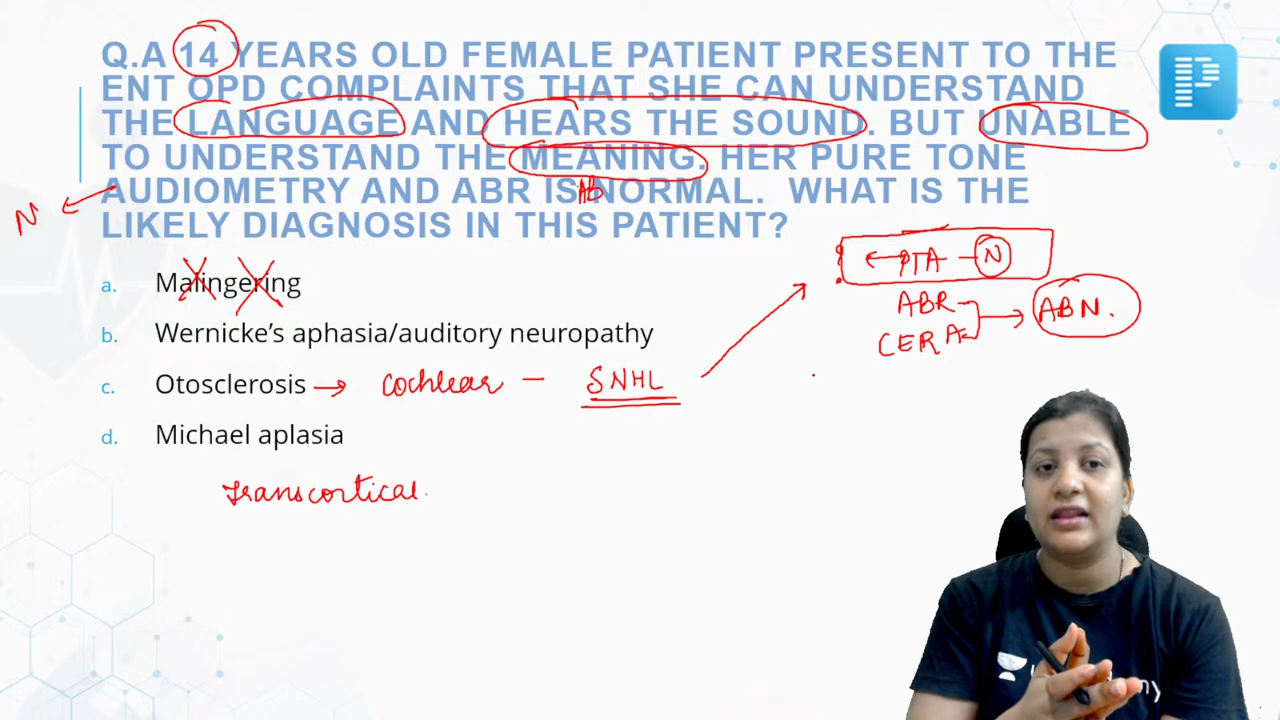 Q.A 14 YEARS OLD FEMALE PATIENT PRESENT TO THE
ENT OPD COMPLAINTS THAT SHE CAN UNDERSTAND
THE LANGUAGE AND HEARS THE SOUND. BUT UNABLE
TO UNDERSTAND THE MEANING. HER PURE TONE
AUDIOMETRY AND ABR IS NORMAL. WHAT IS THE
AB
N
LIKELY DIAGNOSIS IN THIS PATIENT?
PTA - N
a. Malingering
ABR
ABN.
CERA
b. Wernicke’s aphasia/auditory neuropathy
c. Otosclerosis → cochlear - SNHL
d. Michael aplasia
transcortical.
P